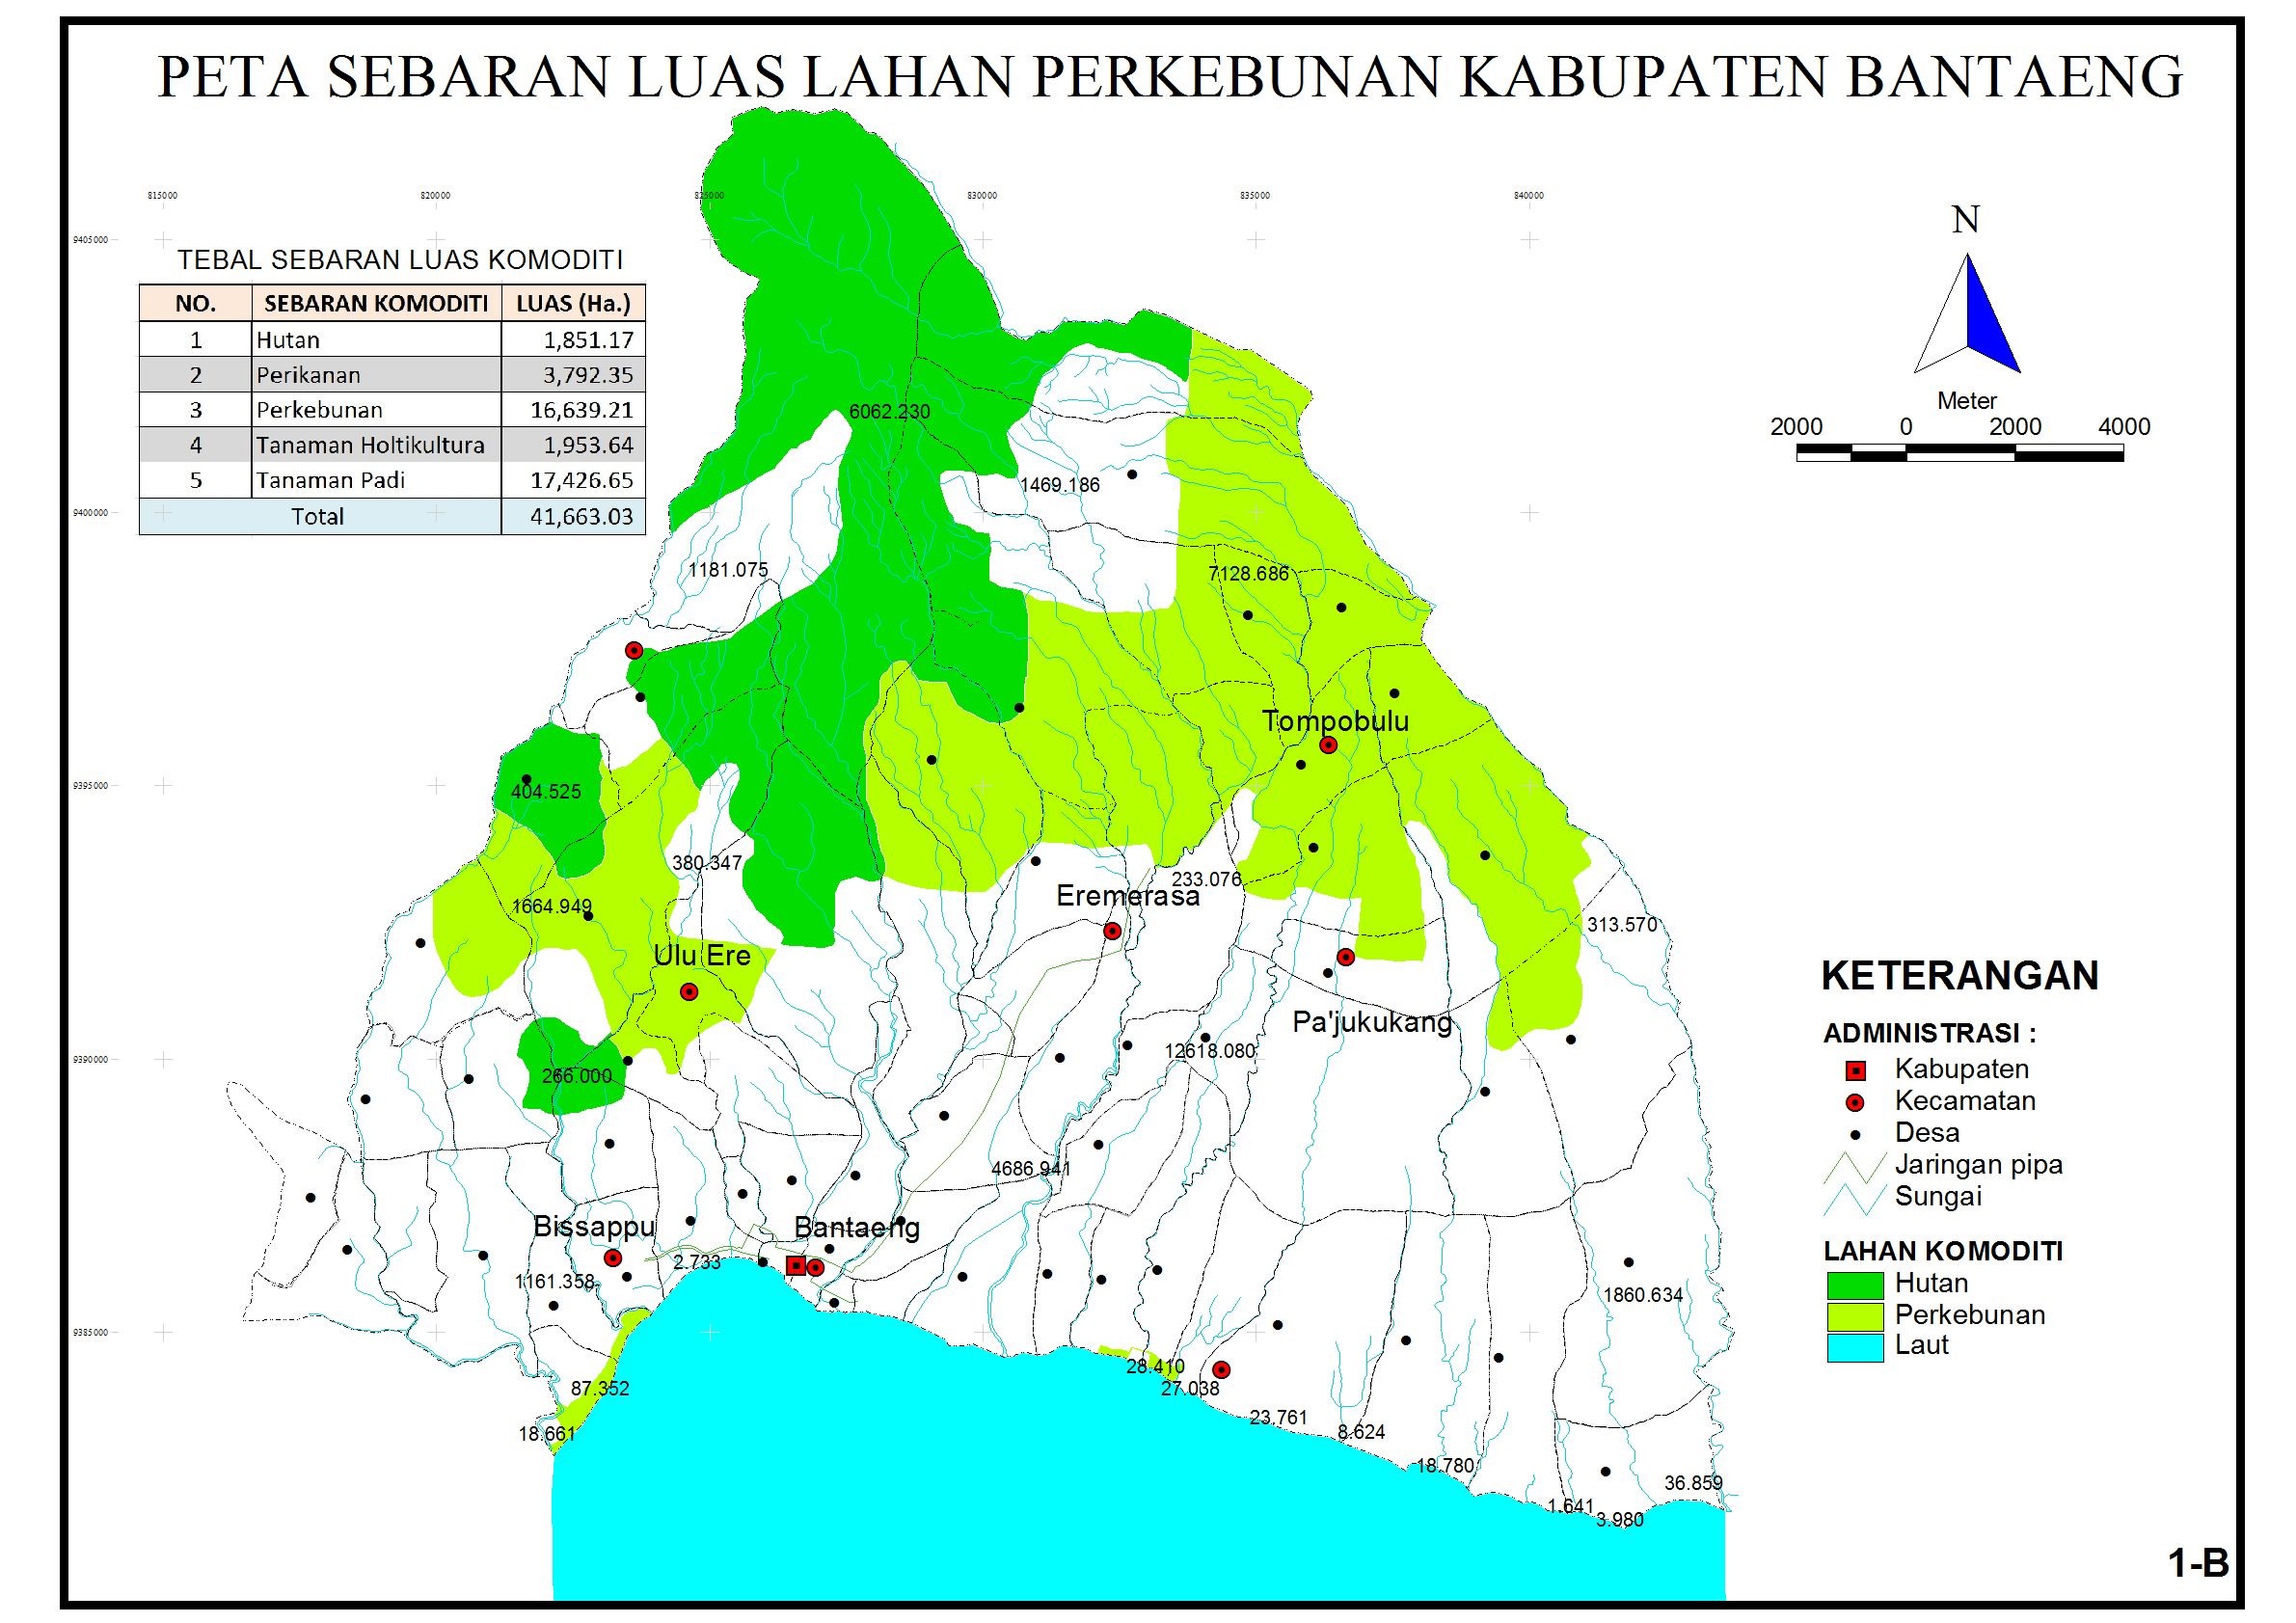 PETA SEBARAN LUAS LAHAN PERKEBUNAN KABUPATEN BANTAENG
815000 820000 825000 830000 835000 840000
N
9405000
TEBAL SEBARAN LUAS KOMODITI
NO. SEBARAN KOMODITI LUAS (Ha.)
1 Hutan 1,851.17
2 Perikanan 3,792.35
3 Perkebunan 16,639.21
4 Tanaman Holtikultura 1,953.64
5 Tanaman Padi 17,426.65
Total 41,663.03
Meter
2000 0 2000 4000
6062.230
1469.186
9400000
1181.075
7128.686
Tompobulu
9395000
404.525
380.347
233.076
Eremerasa
1664.949
313.570
Ulu Ere
Pa'jukukang
12618.080
9390000
266.000
4686.941
Bissappu
Bantaeng
2.733
1161.358
1860.634
9385000
28.410
87.352
27.038
23.761
18.661
8.624
18.780
36.859
1.641
3.980
KETERANGAN
ADMINISTRASI :
Kabupaten
Kecamatan
Desa
Jaringan pipa
Sungai
LAHAN KOMODITI
Hutan
Perkebunan
Laut
1-B